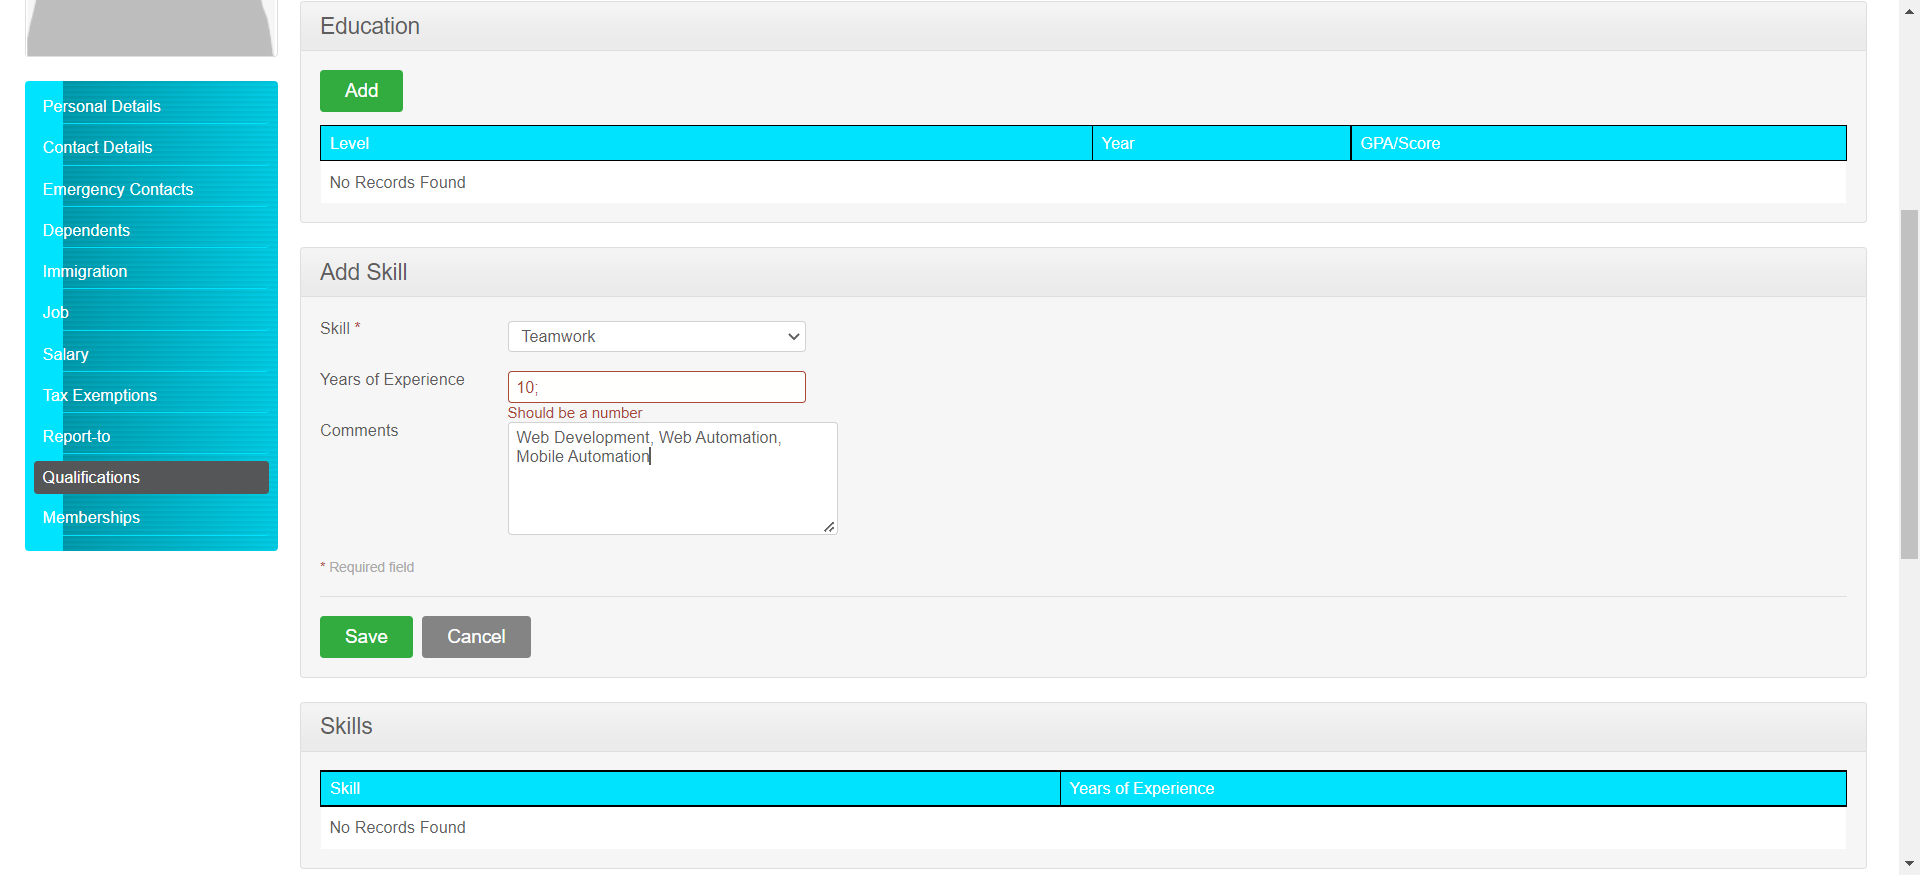 Personal Details
Contact Details
Emergency Contacts
Dependents
Immigration
Job
Salary
Tax Exemptions
Report-to
Qualifications
Memberships
Education
Add
Level Year GPA/Score
No Records Found
Add Skill
Skill * Teamwork
Years of Experience 10;
Should be a number
Comments Web Development, Web Automation,
Mobile Automation
* Required field
Save Cancel
Skills
Skill Years of Experience
No Records Found